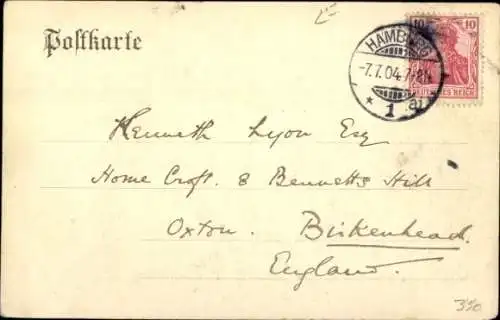 Postkarte
10 10
HAMBURG
-7.7.04.7-8N
* 1
DEUTSCHES REICH
Kenneth Lyon Esq
Home Croft. 8 Bennetts Hill
Oxton. Birkenhead.
England.